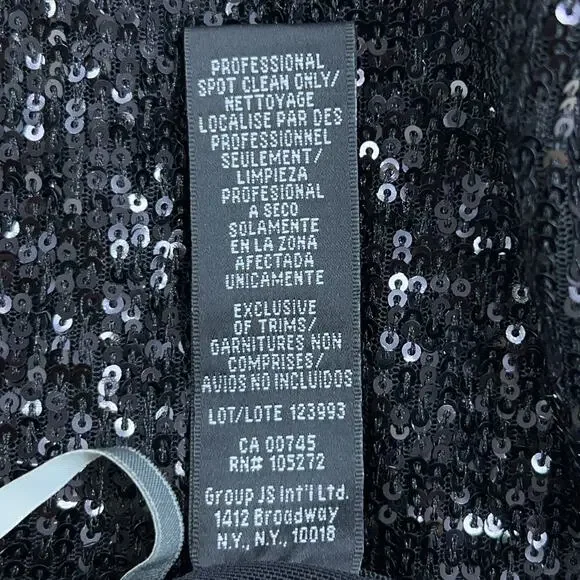 PROFESSIONAL
SPOT CLEAN ONLY/
NETTOYAGE
LOCALISE PAR DES
PROFESSIONNEL
SEULEMENT/
LIMPIEZA
PROFESIONAL
A SECO
SOLAMENTE
EN LA ZONA
AFECTADA
UNICAMENTE
EXCLUSIVE
OF TRIMS/
GARNITURES NON
COMPRISES/
AVIOS NO INCLUIDOS
LOT/LOTE 123993
CA 00745
RN# 105272
Group JS Int'l Ltd.
1412 Broadway
N.Y., N.Y., 10018